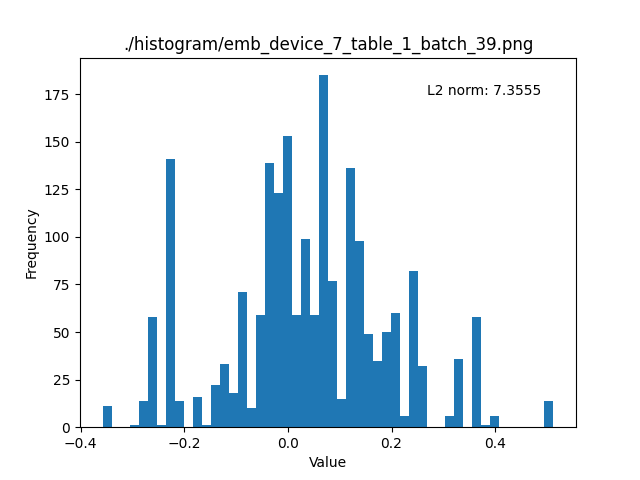 ./histogram/emb_device_7_table_1_batch_39.png
L2 norm: 7.3555
175
150
125
100
75
50
25
0
Frequency
−0.4 −0.2 0.0 0.2 0.4
Value